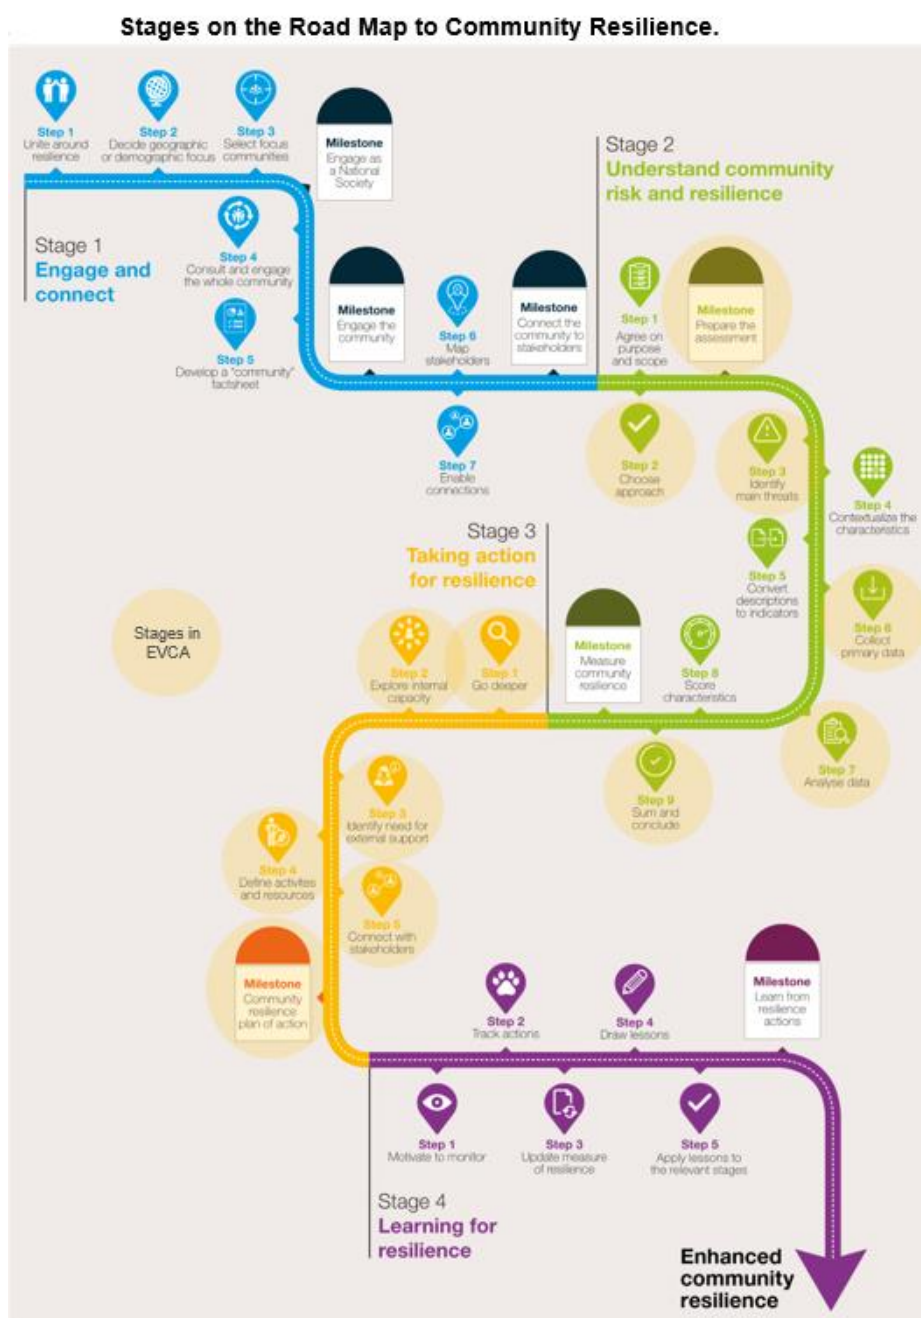 Stages on the Road Map to Community Resilience.
Step 1
Unite around
resilience
Step 2
Decide geographic
or demographic focus
Step 3
Select focus
communities
Milestone
Engage as
a National
Society
Stage 1
Engage and
connect
Step 4
Consult and engage
the whole community
Step 5
Develop a "community"
factsheet
Milestone
Engage the
community
Step 6
Map
stakeholders
Step 7
Enable
connections
Milestone
Connect the
community to
stakeholders
Stage 2
Understand community
risk and resilience
Step 1
Agree on
purpose
and scope
Milestone
Prepare the
assessment
Step 2
Choose
approach
Step 3
Identify
main threats
Step 4
Contextualize the
characteristics
Step 5
Convert
descriptions
to indicators
Step 6
Collect
primary data
Step 7
Analyse data
Step 8
Score
characteristics
Step 9
Sum and
conclude
Milestone
Measure
community
resilience
Stage 3
Taking action
for resilience
Stages in
EVCA
Step 1
Go deeper
Step 2
Explore internal
capacity
Step 3
Identify need for
external support
Step 4
Define activites
and resources
Step 5
Connect with
stakeholders
Milestone
Community
resilience
plan of action
Stage 4
Learning for
resilience
Step 1
Motivate to monitor
Step 2
Track actions
Step 3
Update measure
of resilience
Step 4
Draw lessons
Step 5
Apply lessons to
the relevant stages
Milestone
Learn from
resilience
actions
Enhanced
community
resilience